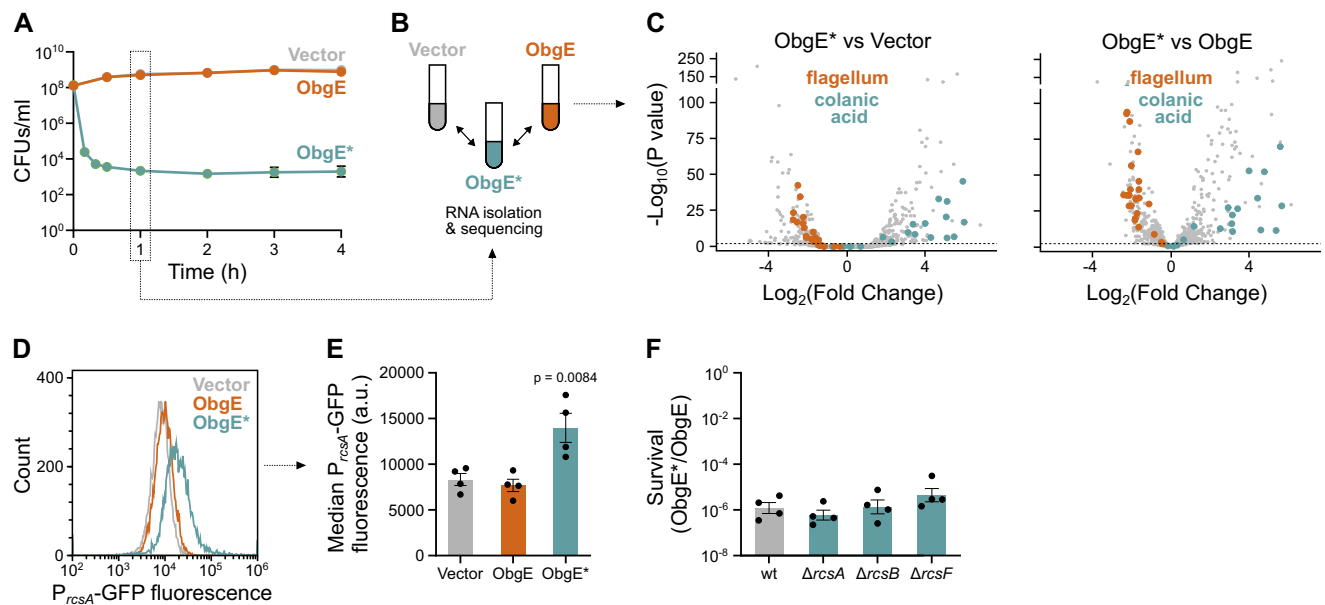 A
CFUs/ml
10^10
10^8
10^6
10^4
10^2
10^0
Vector
ObgE
ObgE*
0
1
2
3
4
Time (h)
B
Vector
ObgE
ObgE*
RNA isolation
& sequencing
C
-Log10(P value)
ObgE* vs Vector
250
150
100
75
50
25
0
flagellum
colanic
acid
-4
0
4
Log2(Fold Change)
ObgE* vs ObgE
flagellum
colanic
acid
-4
0
4
Log2(Fold Change)
D
Count
400
200
0
Vector
ObgE
ObgE*
10^2
10^3
10^4
10^5
10^6
PrcsA-GFP fluorescence
E
Median PrcsA-GFP
fluorescence (a.u.)
20000
15000
10000
5000
0
p = 0.0084
Vector
ObgE
ObgE*
F
Survival
(ObgE*/ObgE)
10^0
10^-2
10^-4
10^-6
10^-8
wt
ΔrcsA
ΔrcsB
ΔrcsF